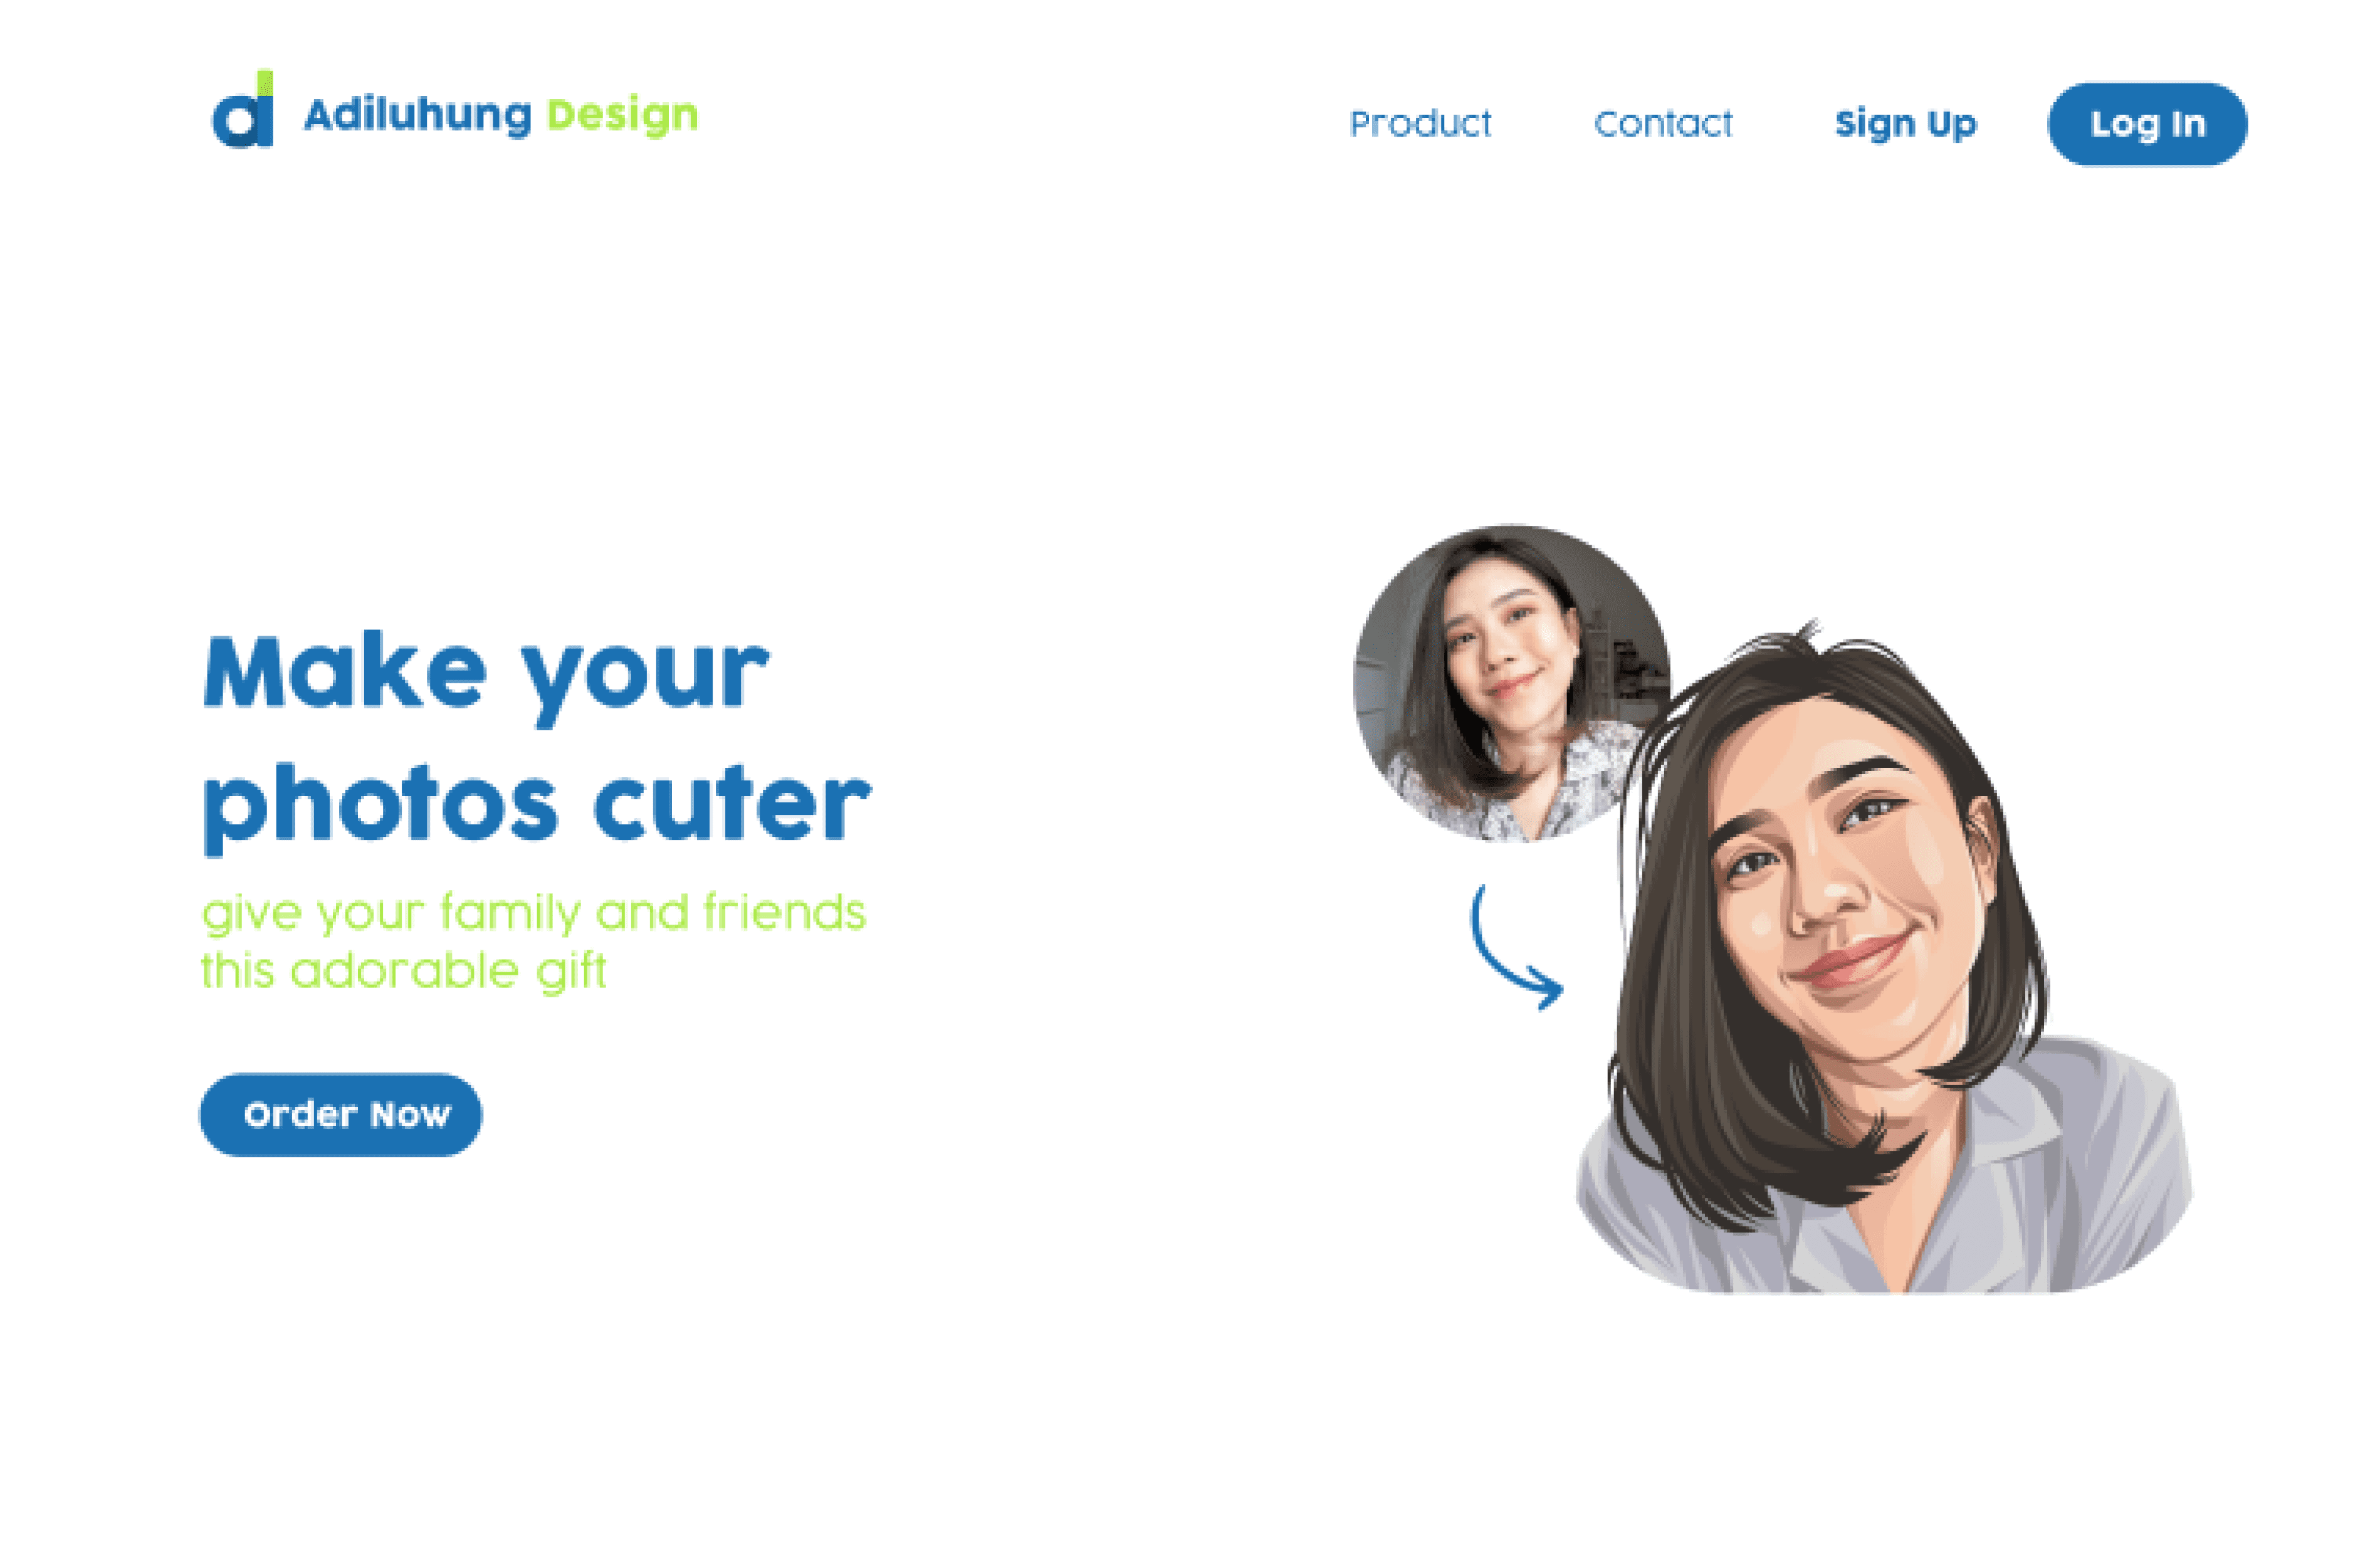 Adiluhung Design
Product
Contact
Sign Up
Log In
Make your
photos cuter
give your family and friends
this adorable gift
Order Now